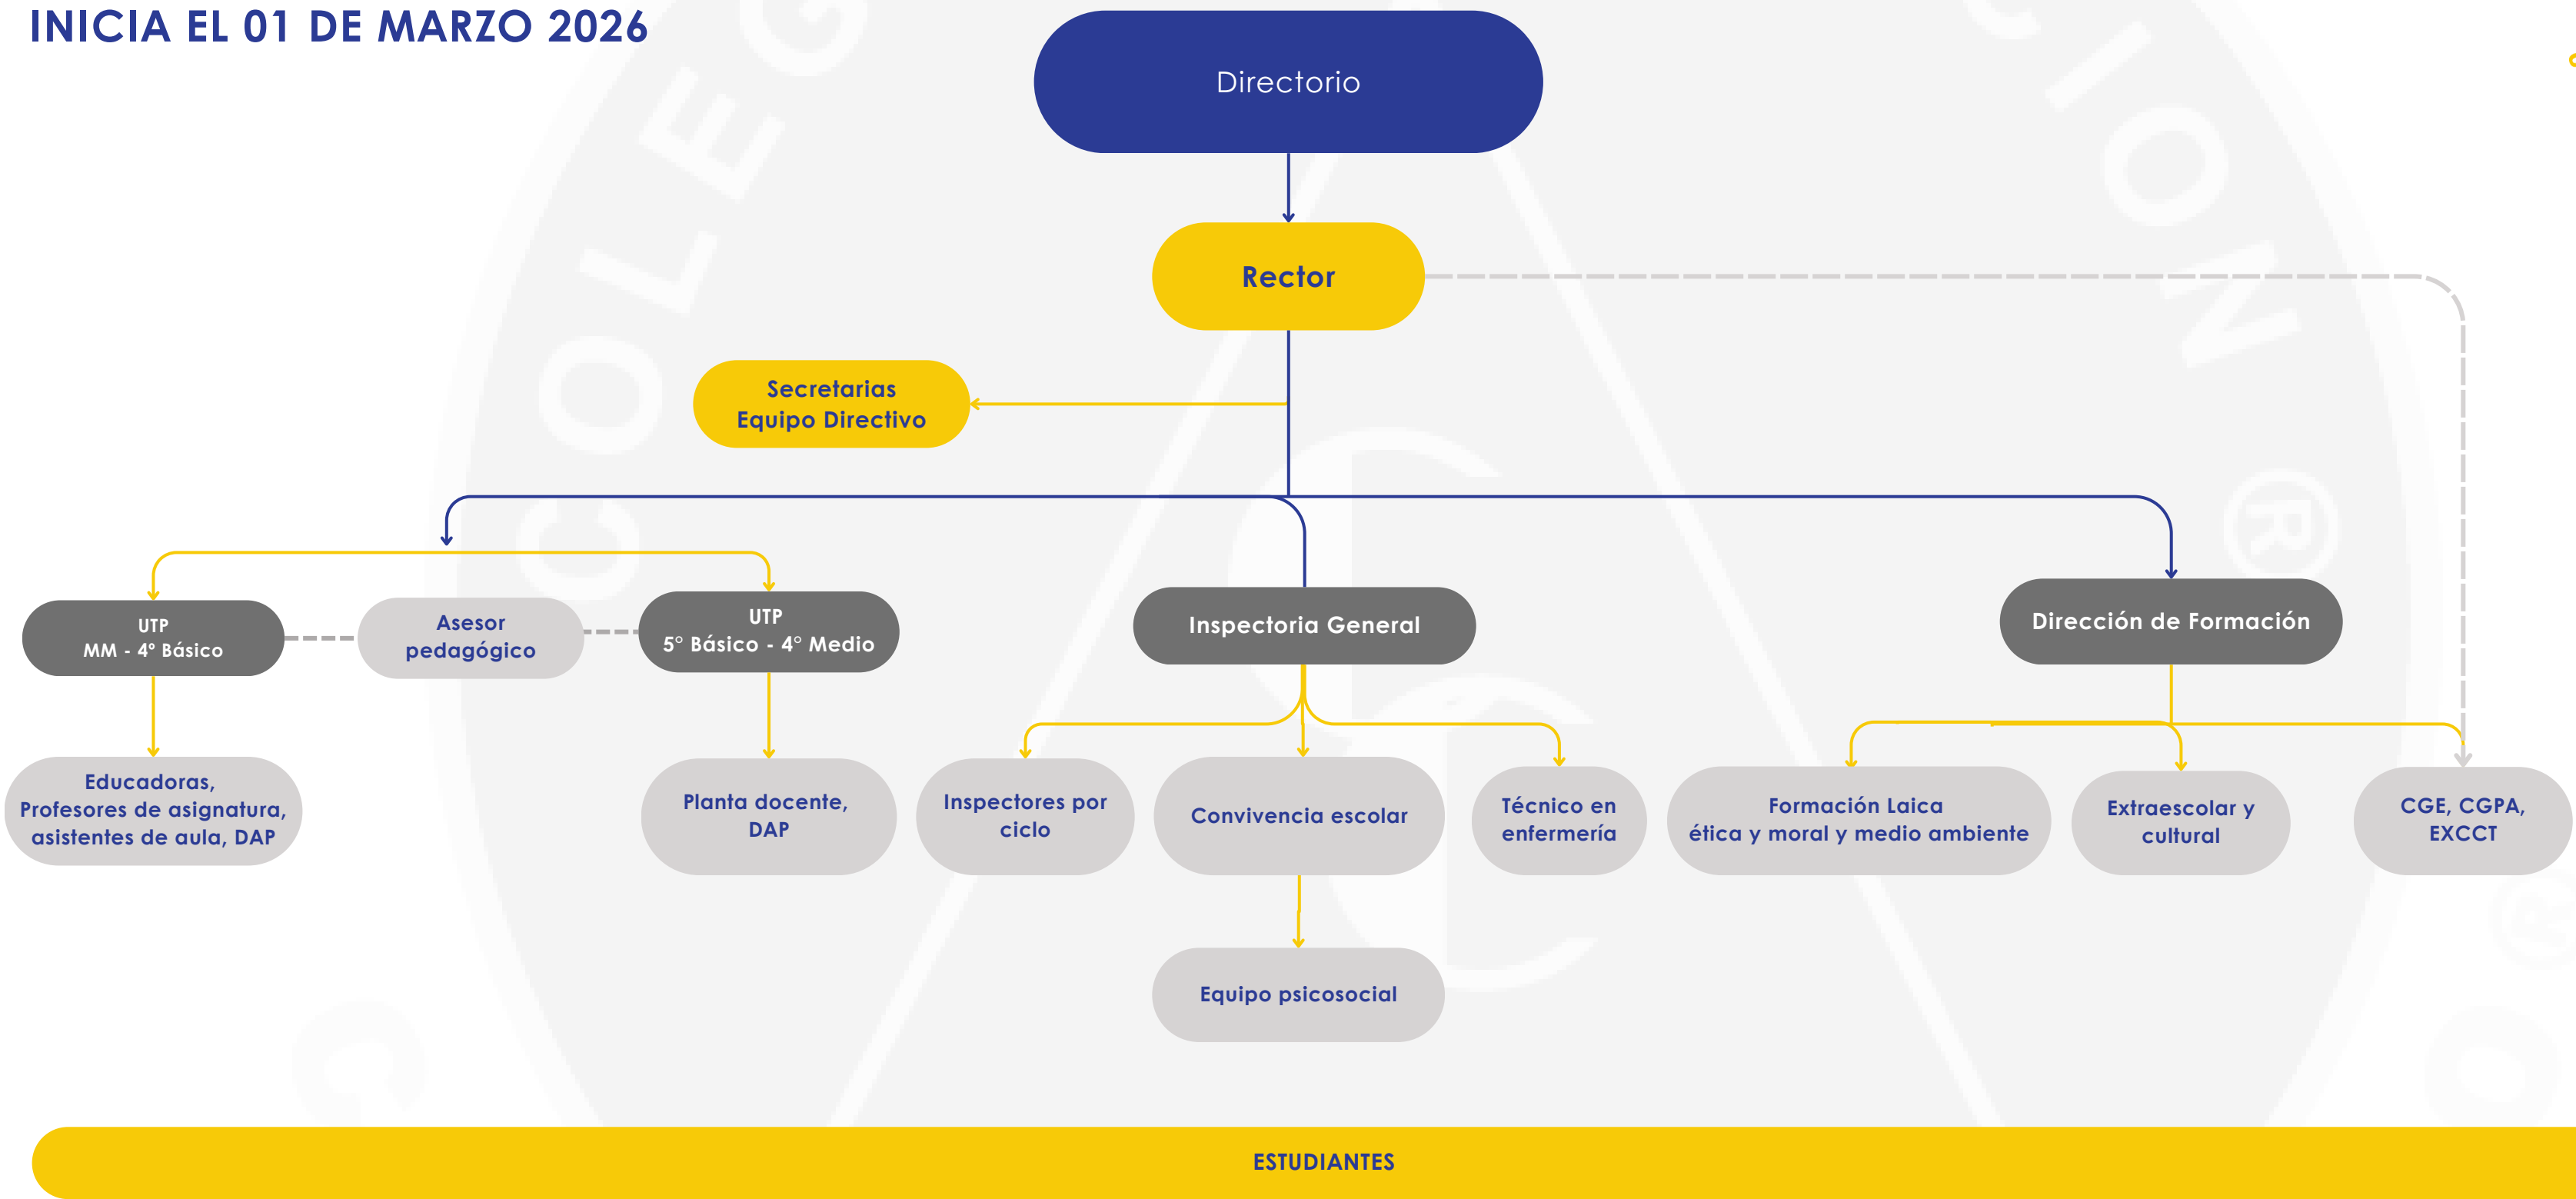 INICIA EL 01 DE MARZO 2026
Directorio
Rector
Secretarias
Equipo Directivo
UTP
MM - 4º Básico
Asesor
pedagógico
UTP
5° Básico - 4° Medio
Inspectoria General
Dirección de Formación
Educadoras,
Profesores de asignatura,
asistentes de aula, DAP
Planta docente,
DAP
Inspectores por
ciclo
Convivencia escolar
Técnico en
enfermería
Formación Laica
ética y moral y medio ambiente
Extraescolar y
cultural
CGE, CGPA,
EXCCT
Equipo psicosocial
ESTUDIANTES